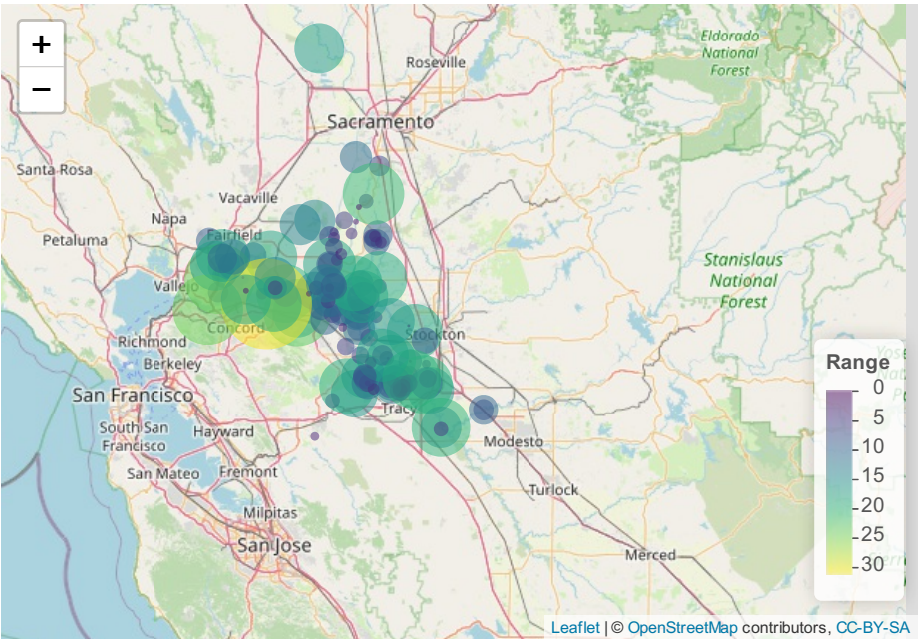 +
−
Eldorado
National
Forest
Roseville
Sacramento
Santa Rosa
Vacaville
Napa
Petaluma
Fairfield
Vallejo
Stanislaus
National
Forest
Concord
Stockton
Richmond
Berkeley
San Francisco
Tracy
South San
Francisco
Hayward
Modesto
San Mateo
Fremont
Turlock
Milpitas
San Jose
Merced
Range
0
5
10
15
20
25
30
Leaflet | © OpenStreetMap contributors, CC-BY-SA